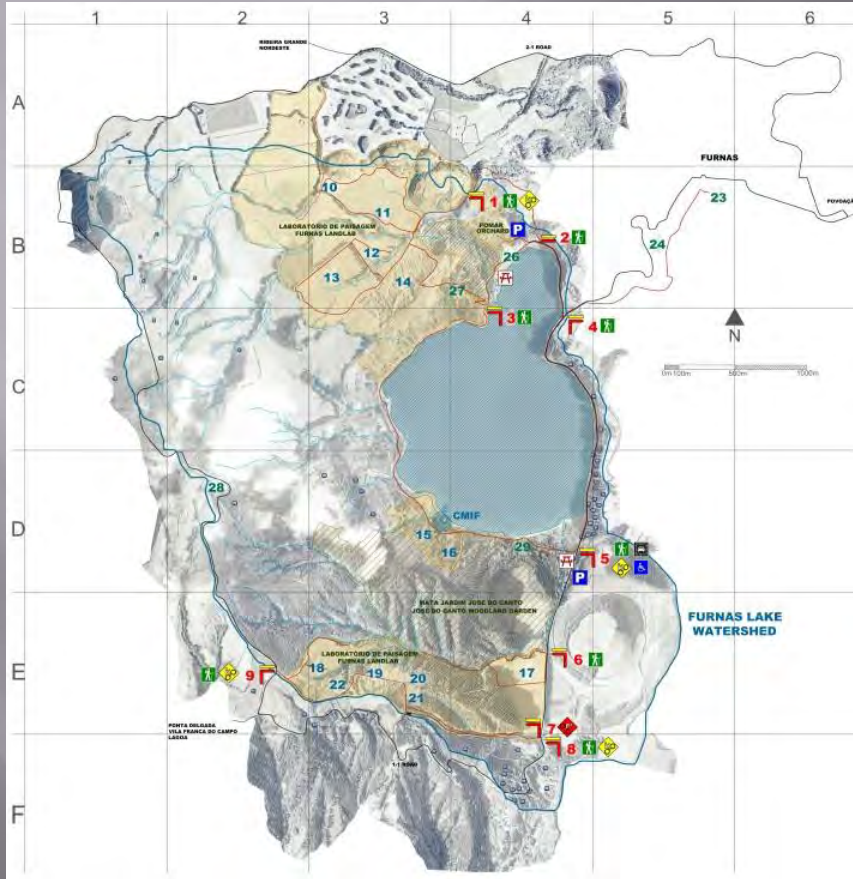 1
2
3
4
5
6
RIBEIRA GRANDE
NORDESTE
2-1 ROAD
A
FURNAS
POVOAÇÃ
10
11
1
P
2
23
24
LABORATÓRIO DE PAISAGEM
FURNAS LANDLAB
POMAR
ORCHARD
B
12
13
14
26
27
3
4
N
0m 100m
500m
1000m
C
28
D
15
CMIF
16
29
5
P
MATA JARDIM JOSE DO CANTO
JOSE DO CANTO WOODLAND GARDEN
FURNAS LAKE
WATERSHED
LABORATÓRIO DE PAISAGEM
FURNAS LANDLAB
E
9
18
19
20
17
6
22
21
7
8
PONTA DELGADA
VILA FRANCA DO CAMPO
LAGOA
1-1 ROAD
F